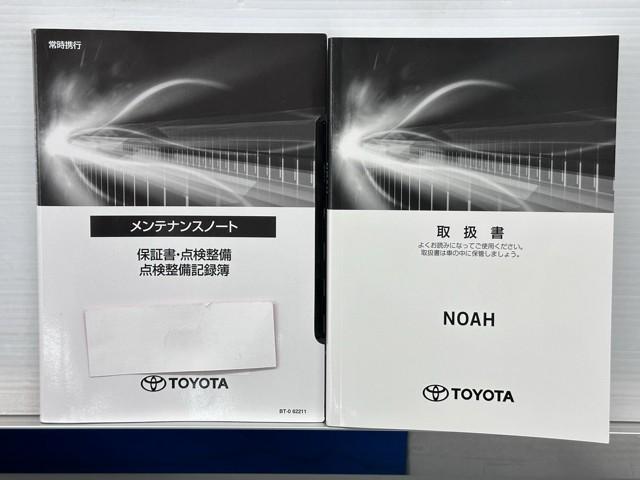 常時携行
メンテナンスノート
保証書・点検整備
点検整備記録簿
TOYOTA
BT-0 62211
取扱書
よくお読みになってご使用ください。
取扱書は車の中に保管しましょう。
NOAH
TOYOTA